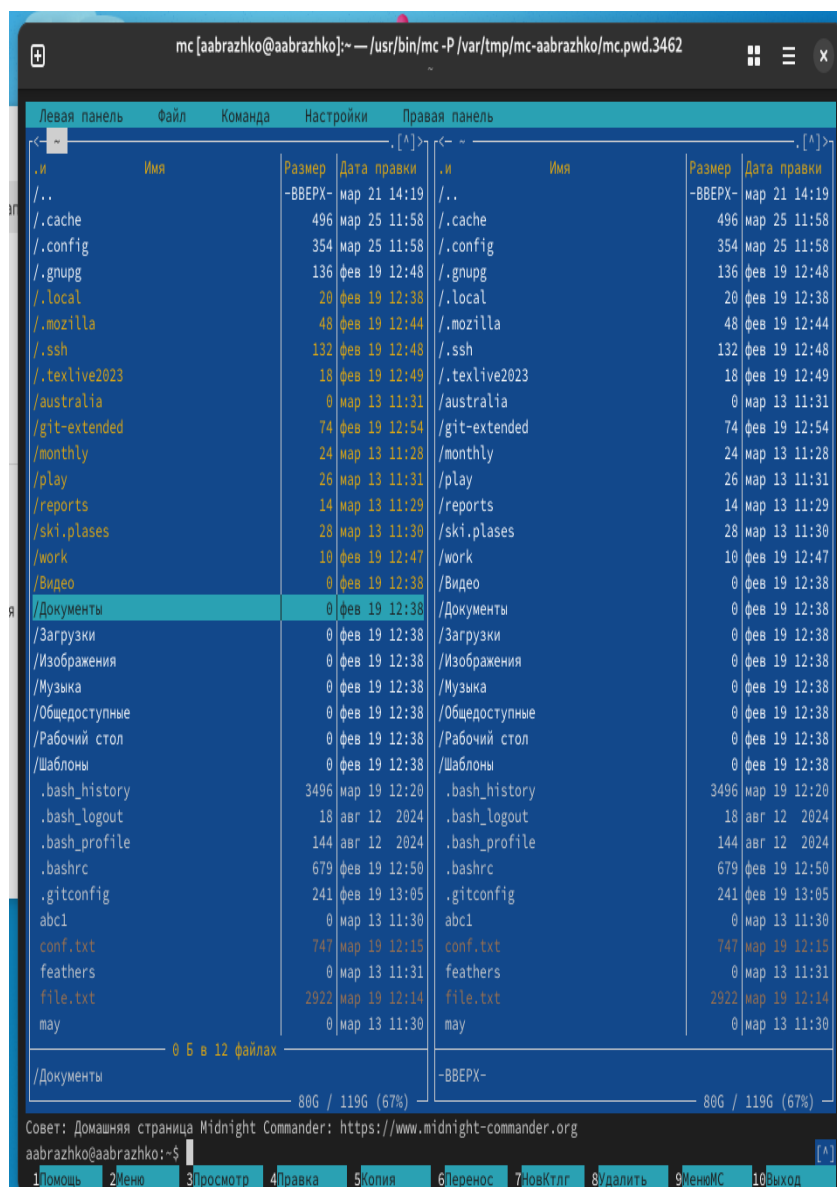 mc [aabrazhko@aabrazhko]:~ — /usr/bin/mc -P /var/tmp/mc-aabrazhko/mc.pwd.3462
~
Левая панель Файл Команда Настройки Правая панель
<- ~ .[^]> <- ~ .[^]>
.и Имя Размер Дата правки .и Имя Размер Дата правки
/.. -ВВЕРХ- мар 21 14:19 /.. -ВВЕРХ- мар 21 14:19
/.cache 496 мар 25 11:58 /.cache 496 мар 25 11:58
/.config 354 мар 25 11:58 /.config 354 мар 25 11:58
/.gnupg 136 фев 19 12:48 /.gnupg 136 фев 19 12:48
/.local 20 фев 19 12:38 /.local 20 фев 19 12:38
/.mozilla 48 фев 19 12:44 /.mozilla 48 фев 19 12:44
/.ssh 132 фев 19 12:48 /.ssh 132 фев 19 12:48
/.texlive2023 18 фев 19 12:49 /.texlive2023 18 фев 19 12:49
/australia 0 мар 13 11:31 /australia 0 мар 13 11:31
/git-extended 74 фев 19 12:54 /git-extended 74 фев 19 12:54
/monthly 24 мар 13 11:28 /monthly 24 мар 13 11:28
/play 26 мар 13 11:31 /play 26 мар 13 11:31
/reports 14 мар 13 11:29 /reports 14 мар 13 11:29
/ski.plases 28 мар 13 11:30 /ski.plases 28 мар 13 11:30
/work 10 фев 19 12:47 /work 10 фев 19 12:47
/Видео 0 фев 19 12:38 /Видео 0 фев 19 12:38
/Документы 0 фев 19 12:38 /Документы 0 фев 19 12:38
/Загрузки 0 фев 19 12:38 /Загрузки 0 фев 19 12:38
/Изображения 0 фев 19 12:38 /Изображения 0 фев 19 12:38
/Музыка 0 фев 19 12:38 /Музыка 0 фев 19 12:38
/Общедоступные 0 фев 19 12:38 /Общедоступные 0 фев 19 12:38
/Рабочий стол 0 фев 19 12:38 /Рабочий стол 0 фев 19 12:38
/Шаблоны 0 фев 19 12:38 /Шаблоны 0 фев 19 12:38
.bash_history 3496 мар 19 12:20 .bash_history 3496 мар 19 12:20
.bash_logout 18 авг 12 2024 .bash_logout 18 авг 12 2024
.bash_profile 144 авг 12 2024 .bash_profile 144 авг 12 2024
.bashrc 679 фев 19 12:50 .bashrc 679 фев 19 12:50
.gitconfig 241 фев 19 13:05 .gitconfig 241 фев 19 13:05
abc1 0 мар 13 11:30 abc1 0 мар 13 11:30
conf.txt 747 мар 19 12:15 conf.txt 747 мар 19 12:15
feathers 0 мар 13 11:31 feathers 0 мар 13 11:31
file.txt 2922 мар 19 12:14 file.txt 2922 мар 19 12:14
may 0 мар 13 11:30 may 0 мар 13 11:30
0 Б в 12 файлах
/Документы -ВВЕРХ-
80G / 119G (67%) 80G / 119G (67%)
Совет: Домашняя страница Midnight Commander: https://www.midnight-commander.org
aabrazhko@aabrazhko:~$ [^]
1Помощь 2Меню 3Просмотр 4Правка 5Копия 6Перенос 7НовКтлг 8Удалить 9МенюMC 10Выход